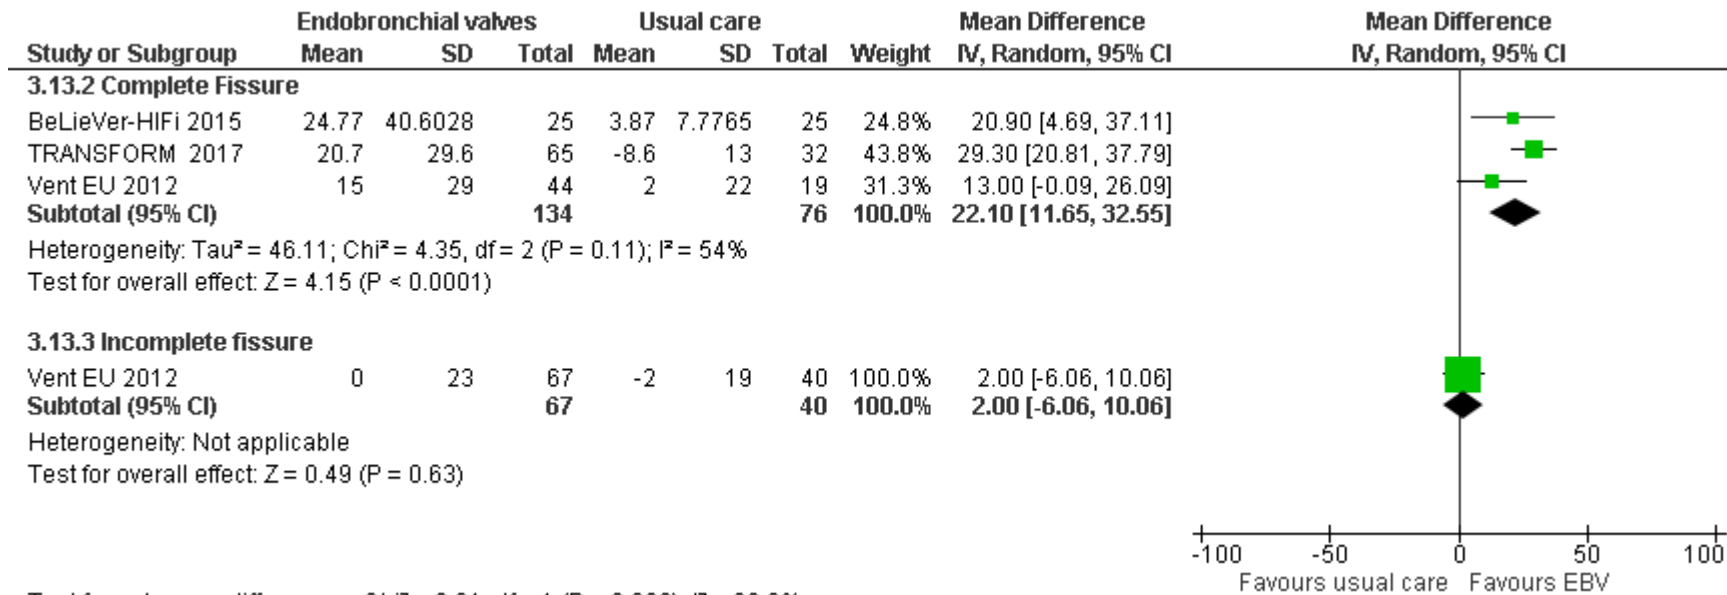 Endobronchial valves Usual care Mean Difference Mean Difference
Study or Subgroup Mean SD Total Mean SD Total Weight IV, Random, 95% CI IV, Random, 95% CI
3.13.2 Complete Fissure
BeLieVer-HIFi 2015 24.77 40.6028 25 3.87 7.7765 25 24.8% 20.90 [4.69, 37.11]
TRANSFORM 2017 20.7 29.6 65 -8.6 13 32 43.8% 29.30 [20.81, 37.79]
Vent EU 2012 15 29 44 2 22 19 31.3% 13.00 [-0.09, 26.09]
Subtotal (95% CI) 134 76 100.0% 22.10 [11.65, 32.55]
Heterogeneity: Tau² = 46.11; Chi² = 4.35, df = 2 (P = 0.11); I² = 54%
Test for overall effect: Z = 4.15 (P < 0.0001)
3.13.3 Incomplete fissure
Vent EU 2012 0 23 67 -2 19 40 100.0% 2.00 [-6.06, 10.06]
Subtotal (95% CI) 67 40 100.0% 2.00 [-6.06, 10.06]
Heterogeneity: Not applicable
Test for overall effect: Z = 0.49 (P = 0.63)
-100 -50 0 50 100
Favours usual care Favours EBV